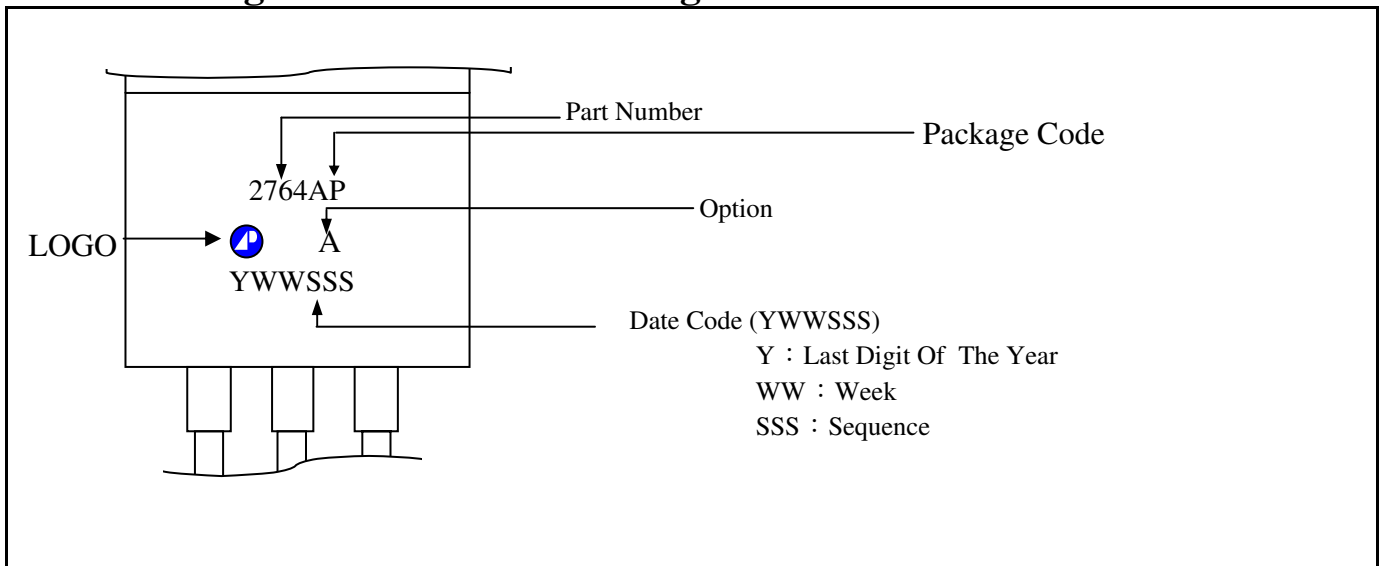 Part Number
Package Code
2764AP
Option
LOGO
A
YWWSSS
Date Code (YWWSSS)
Y：Last Digit Of The Year
WW：Week
SSS：Sequence